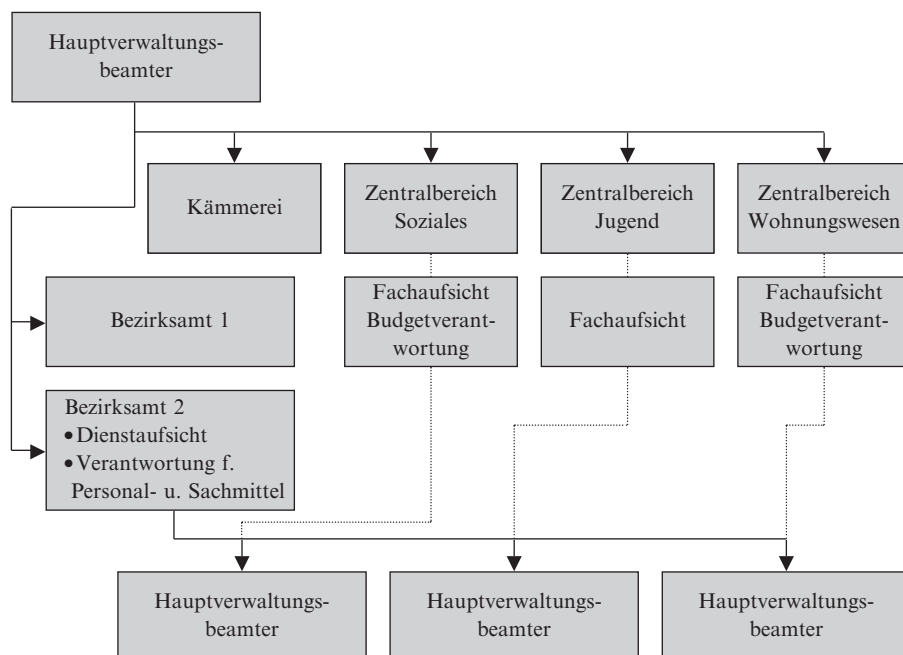 Hauptverwaltungs-
beamter
Kämmerei
Zentralbereich
Soziales
Zentralbereich
Jugend
Zentralbereich
Wohnungswesen
Bezirksamt 1
Fachaufsicht
Budgetverant-
wortung
Fachaufsicht
Fachaufsicht
Budgetverant-
wortung
Bezirksamt 2
• Dienstaufsicht
• Verantwortung f.
Personal- u. Sachmittel
Hauptverwaltungs-
beamter
Hauptverwaltungs-
beamter
Hauptverwaltungs-
beamter